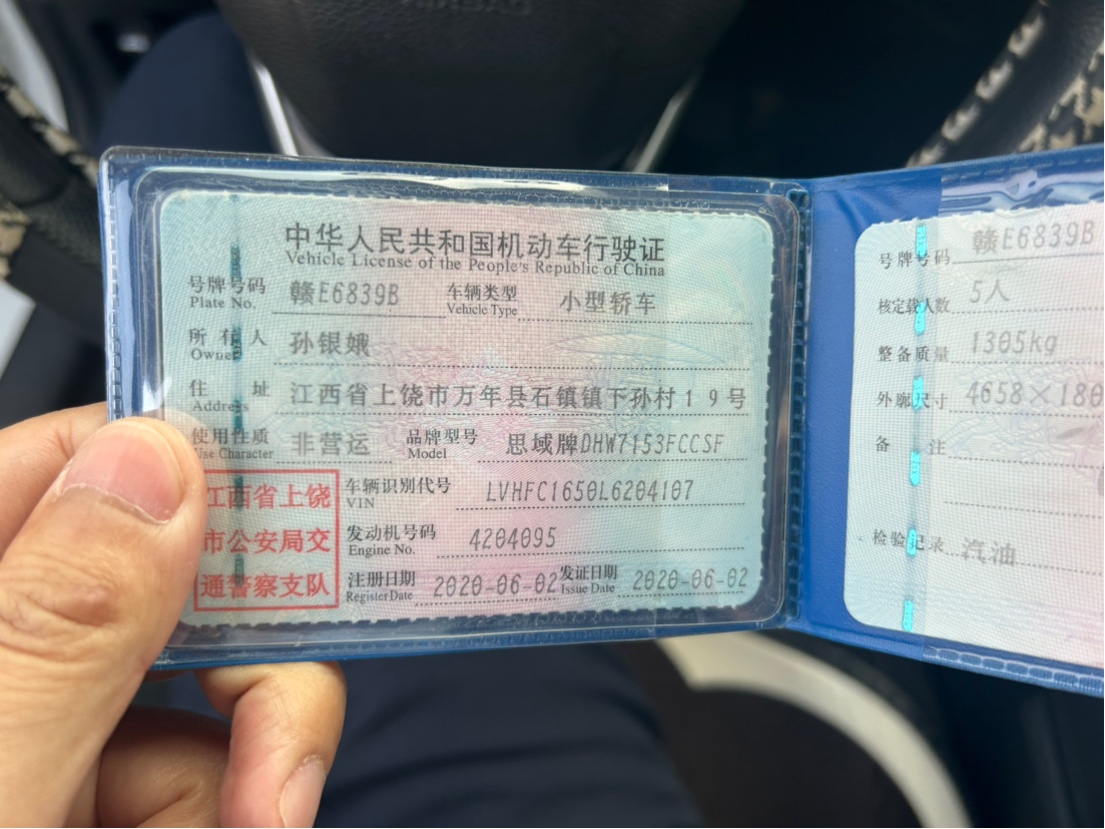 中华人民共和国机动车行驶证
Vehicle License of the People's Republic of China
号牌号码 赣E6839B 车辆类型 小型轿车
Plate No. Vehicle Type
所有人 孙银娥
Owner
住址 江西省上饶市万年县石镇镇下孙村19号
Address
使用性质 非营运 品牌型号 思域牌DHW7153FCCSF
Use Character Model
江西省上饶
市公安局交
通警察支队
车辆识别代号 LVHFC1650L6204107
VIN
发动机号码 4204095
Engine No.
注册日期 2020-06-02 发证日期 2020-06-02
Register Date Issue Date
号牌号码 赣E6839B
核定载人数 5人
整备质量 1305kg
外廓尺寸 4658×180
备注
检验记录 汽油